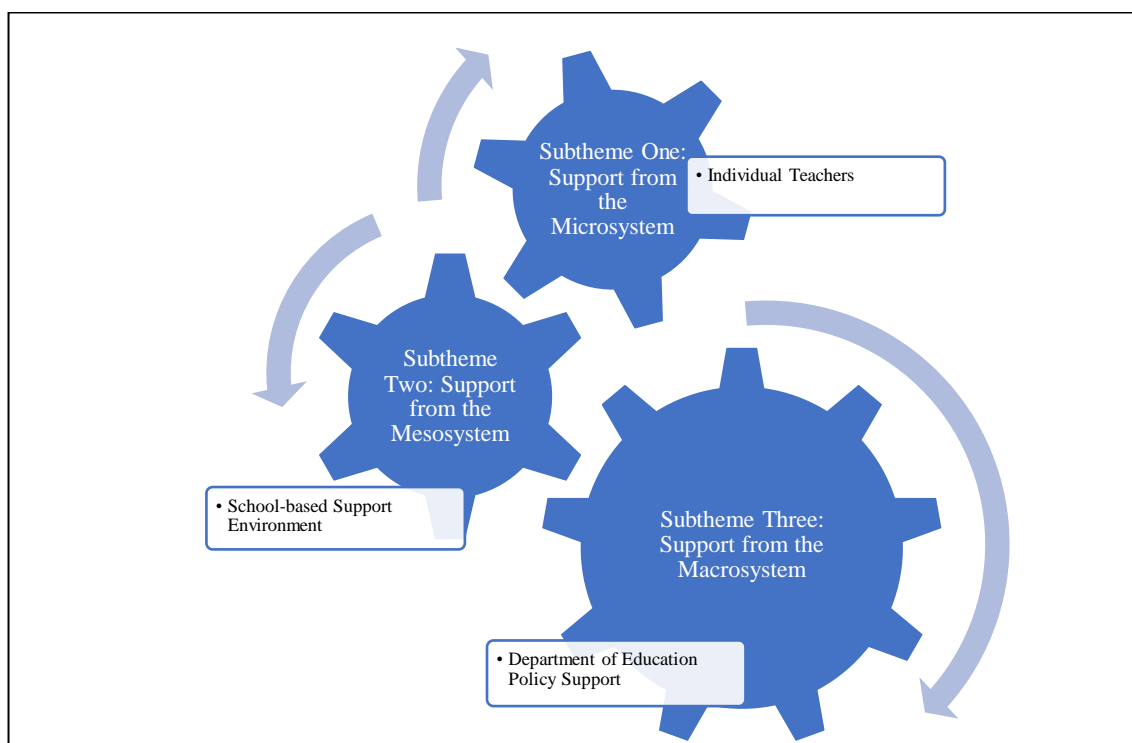 Subtheme One:
Support from
the
Microsystem
• Individual Teachers
Subtheme
Two: Support
from the
Mesosystem
• School-based Support
Environment
Subtheme Three:
Support from the
Macrosystem
• Department of Education
Policy Support